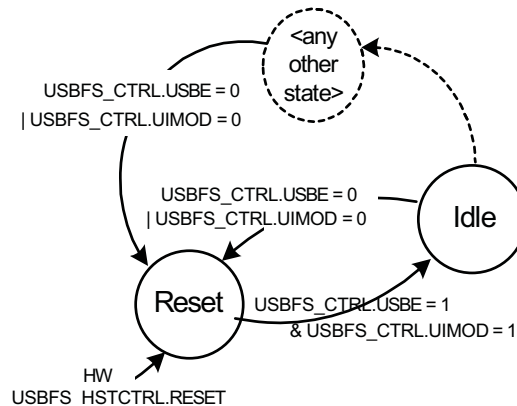 <any
other
state>
USBFS_CTRL.USBE = 0
| USBFS_CTRL.UIMOD = 0
USBFS_CTRL.USBE = 0
| USBFS_CTRL.UIMOD = 0
Idle
Reset
USBFS_CTRL.USBE = 1
& USBFS_CTRL.UIMOD = 1
HW
USBFS_HSTCTRL.RESET